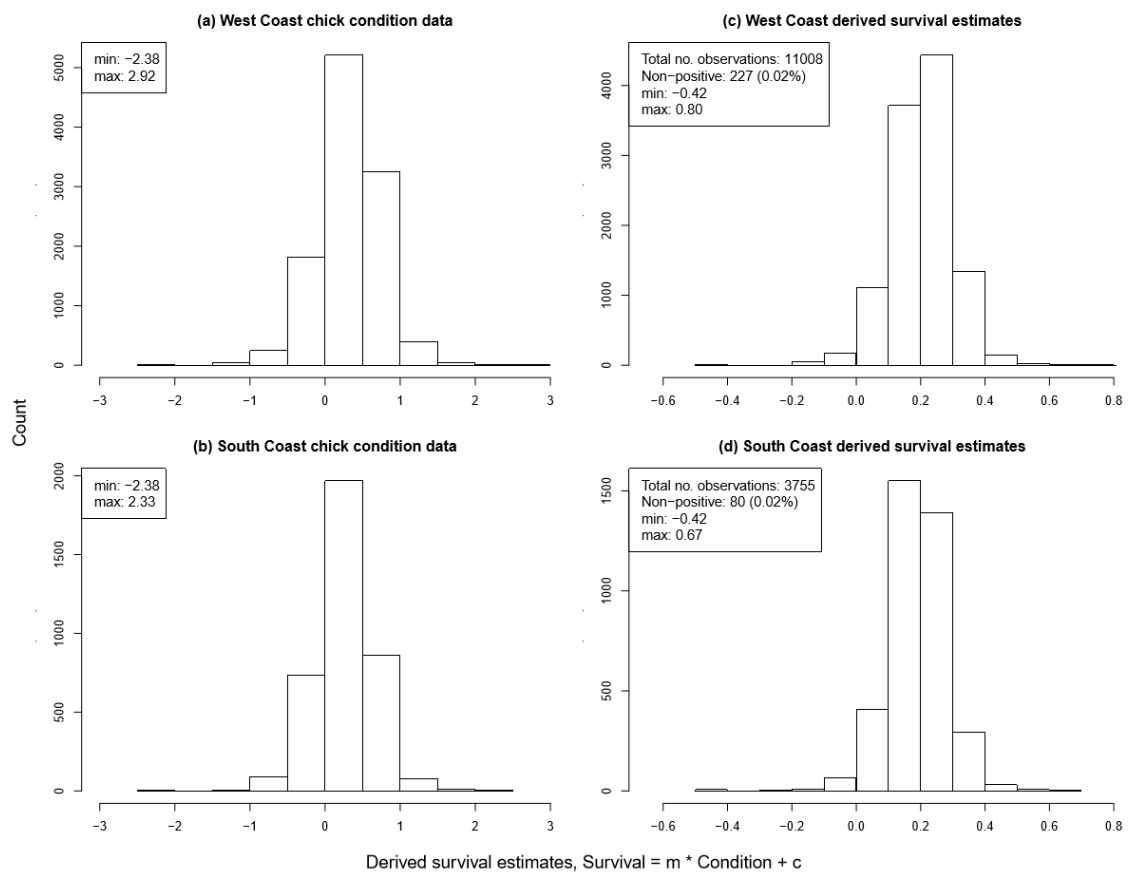 (a) West Coast chick condition data
min: −2.38
max: 2.92
5000
4000
3000
2000
1000
0
−3 −2 −1 0 1 2 3
(c) West Coast derived survival estimates
Total no. observations: 11008
Non−positive: 227 (0.02%)
min: −0.42
max: 0.80
4000
3000
2000
1000
0
−0.6 −0.4 −0.2 0.0 0.2 0.4 0.6 0.8
Count
(b) South Coast chick condition data
min: −2.38
max: 2.33
2000
1500
1000
500
0
−3 −2 −1 0 1 2 3
(d) South Coast derived survival estimates
Total no. observations: 3755
Non−positive: 80 (0.02%)
min: −0.42
max: 0.67
1500
1000
500
0
−0.6 −0.4 −0.2 0.0 0.2 0.4 0.6 0.8
Derived survival estimates, Survival = m * Condition + c